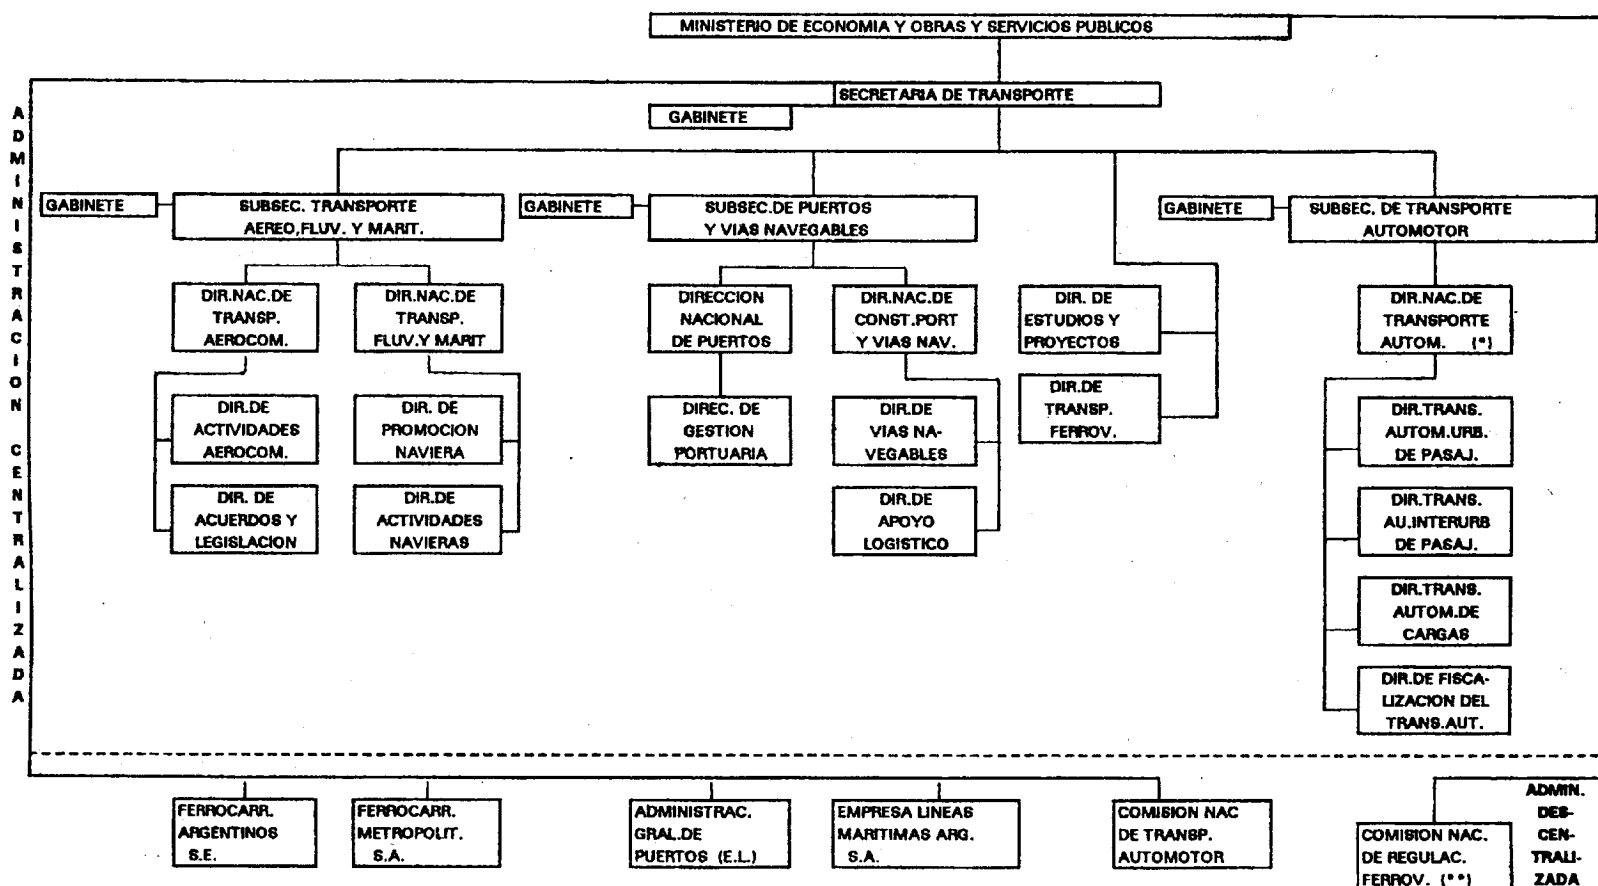 MINISTERIO DE ECONOMIA Y OBRAS Y SERVICIOS PUBLICOS
SECRETARIA DE TRANSPORTE
GABINETE
ADMINISTRACION CENTRALIZADA
GABINETE
SUBSEC. TRANSPORTE
AEREO,FLUV. Y MARIT.
GABINETE
SUBSEC.DE PUERTOS
Y VIAS NAVEGABLES
GABINETE
SUBSEC. DE TRANSPORTE
AUTOMOTOR
DIR.NAC.DE
TRANSP.
AEROCOM.
DIR.NAC.DE
TRANSP.
FLUV.Y MARIT
DIRECCION
NACIONAL
DE PUERTOS
DIR.NAC.DE
CONST.PORT
Y VIAS NAV.
DIR. DE
ESTUDIOS Y
PROYECTOS
DIR.NAC.DE
TRANSPORTE
AUTOM. (*)
DIR.DE
ACTIVIDADES
AEROCOM.
DIR. DE
PROMOCION
NAVIERA
DIREC. DE
GESTION
PORTUARIA
DIR.DE
VIAS NA-
VEGABLES
DIR.DE
TRANSP.
FERROV.
DIR.TRANS.
AUTOM.URB.
DE PASAJ.
DIR. DE
ACUERDOS Y
LEGISLACION
DIR.DE
ACTIVIDADES
NAVIERAS
DIR.DE
APOYO
LOGISTICO
DIR.TRANS.
AU.INTERURB
DE PASAJ.
DIR.TRANS.
AUTOM.DE
CARGAS
DIR.DE FISCA-
LIZACION DEL
TRANS.AUT.
FERROCARR.
ARGENTINOS
S.E.
FERROCARR.
METROPOLIT.
S.A.
ADMINISTRAC.
GRAL.DE
PUERTOS (E.L.)
EMPRESA LINEAS
MARITIMAS ARG.
S.A.
COMISION NAC
DE TRANSP.
AUTOMOTOR
COMISION NAC.
DE REGULAC.
FERROV. (**)
ADMIN.
DES-
CEN-
TRALI-
ZADA